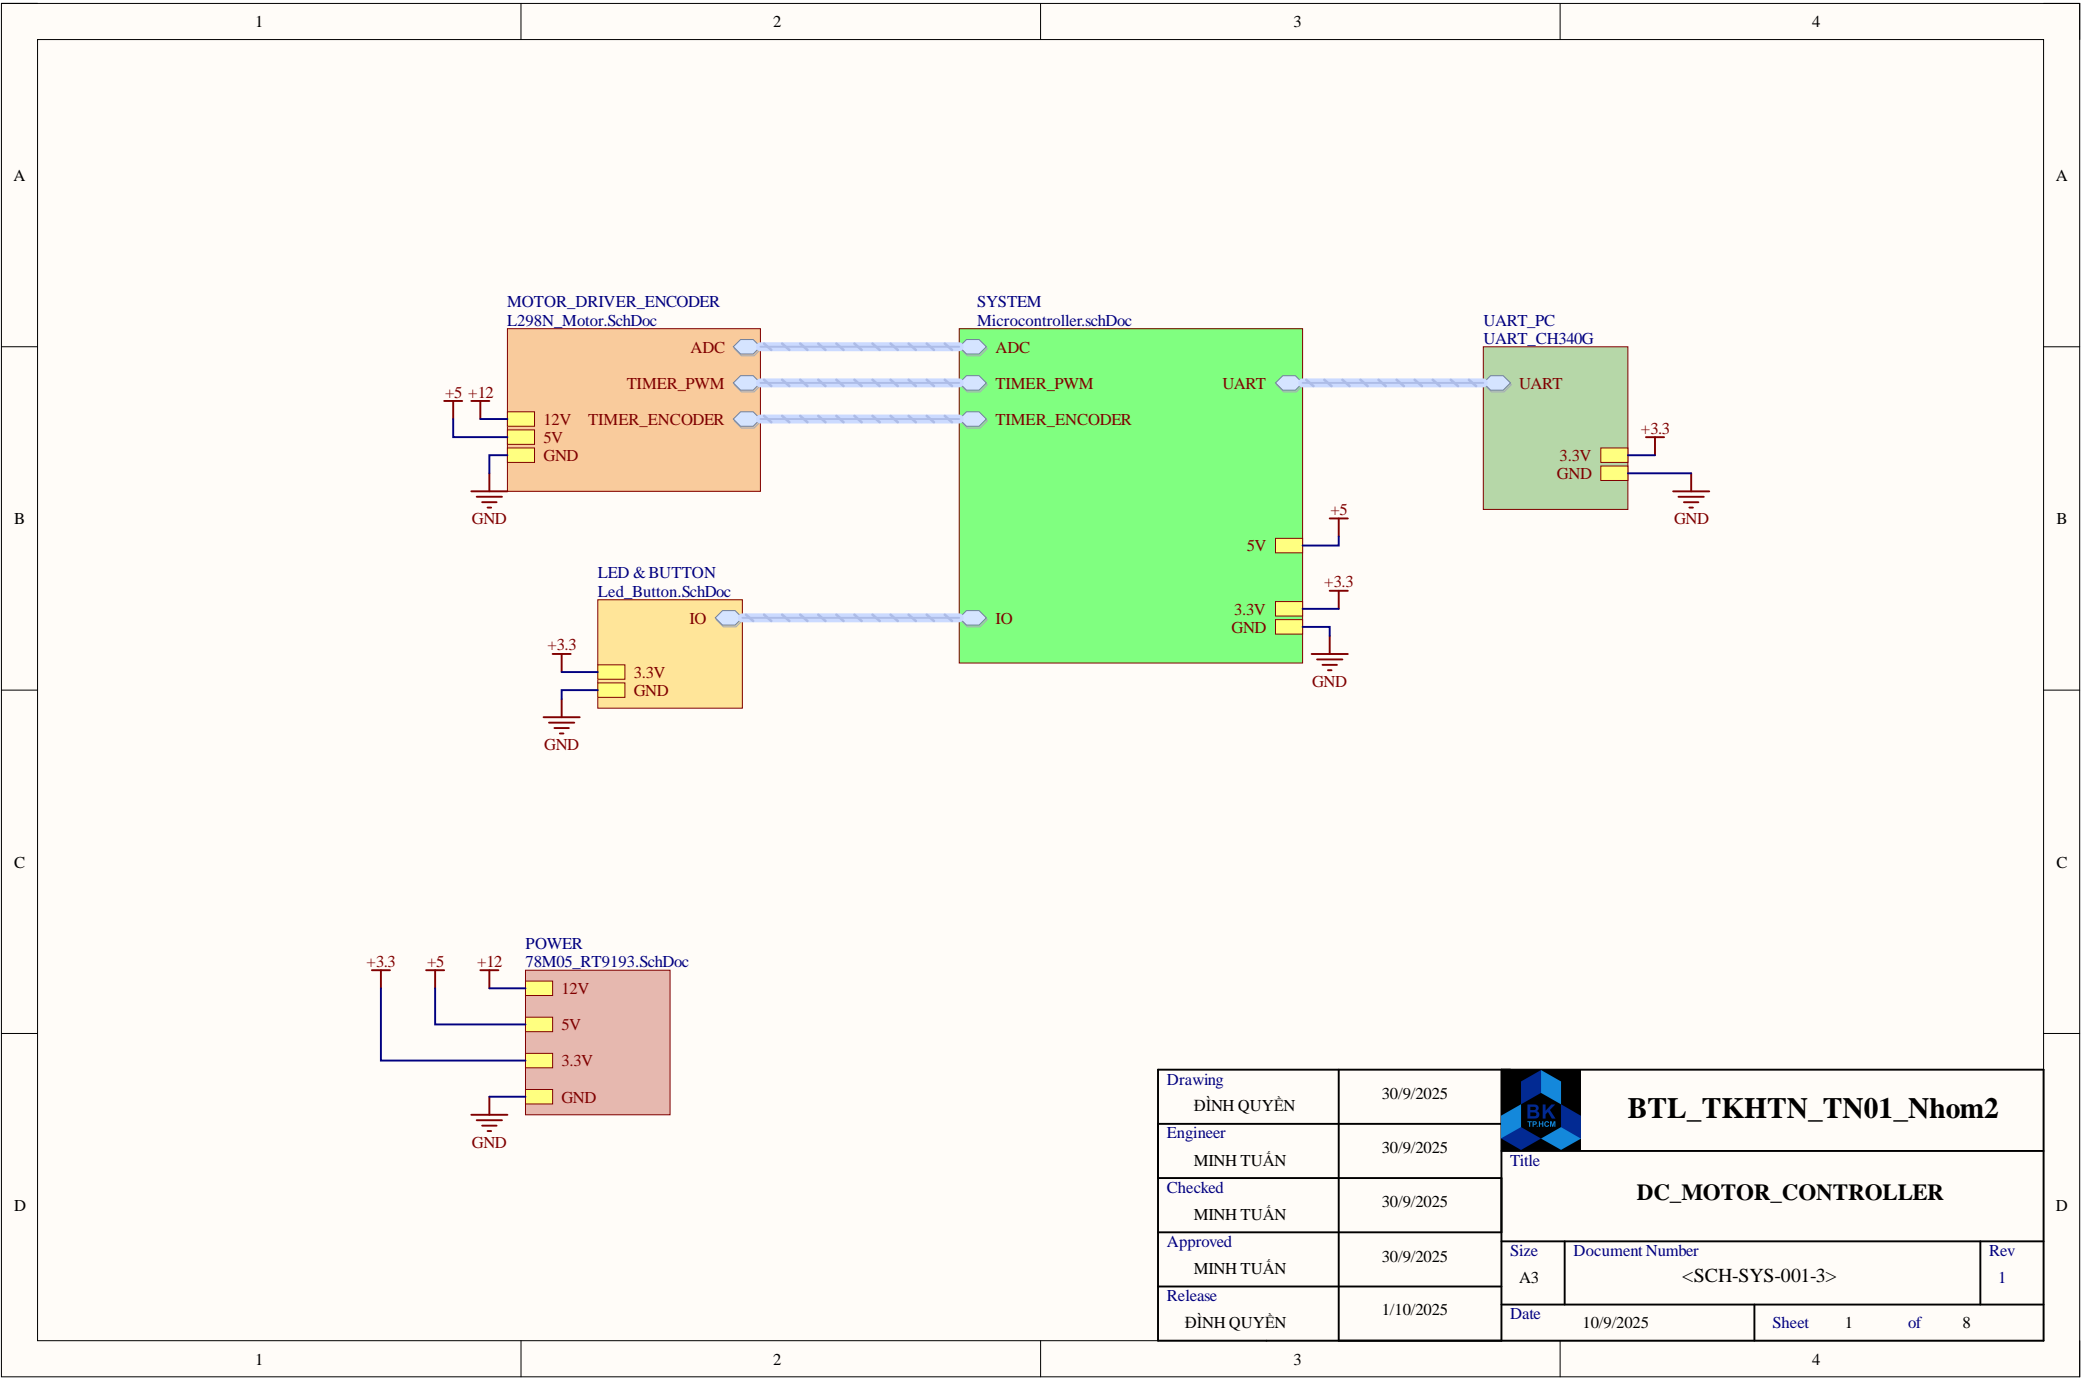 1 2 3 4
A A
MOTOR_DRIVER_ENCODER
L298N_Motor.SchDoc
ADC
TIMER_PWM
TIMER_ENCODER
+5 +12
12V
5V
GND
GND
SYSTEM
Microcontroller.schDoc
ADC
TIMER_PWM
TIMER_ENCODER
UART
IO
+5
5V
+3.3
3.3V
GND
GND
UART_PC
UART_CH340G
UART
+3.3
3.3V
GND
GND
B B
LED & BUTTON
Led_Button.SchDoc
IO
+3.3
3.3V
GND
GND
C C
POWER
78M05_RT9193.SchDoc
+3.3 +5 +12
12V
5V
3.3V
GND
GND
D D
Drawing
ĐÌNH QUYỀN
30/9/2025
Engineer
MINH TUẤN
30/9/2025
Checked
MINH TUẤN
30/9/2025
Approved
MINH TUẤN
30/9/2025
Release
ĐÌNH QUYỀN
1/10/2025
BK
TP.HCM
BTL_TKHTN_TN01_Nhom2
Title
DC_MOTOR_CONTROLLER
Size
A3
Document Number
<SCH-SYS-001-3>
Rev
1
Date
10/9/2025
Sheet 1 of 8
1 2 3 4